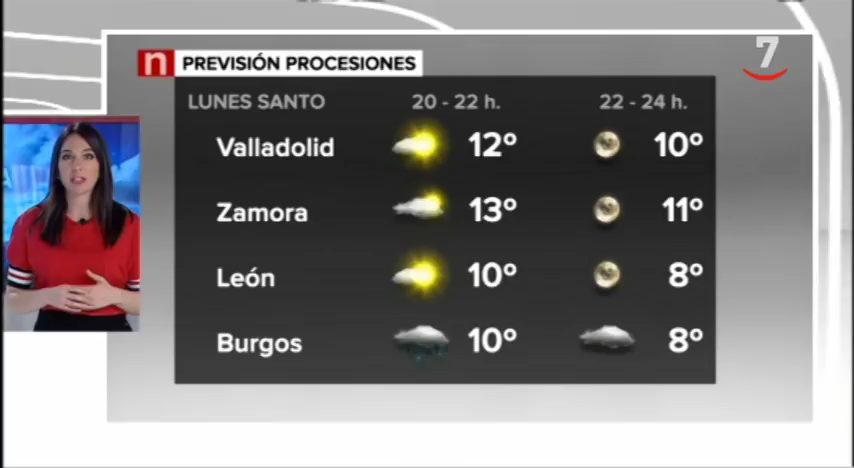 n PREVISIÓN PROCESIONES
7
LUNES SANTO 20 - 22 h. 22 - 24 h.
Valladolid 12º 10º
Zamora 13º 11º
León 10º 8º
Burgos 10º 8º